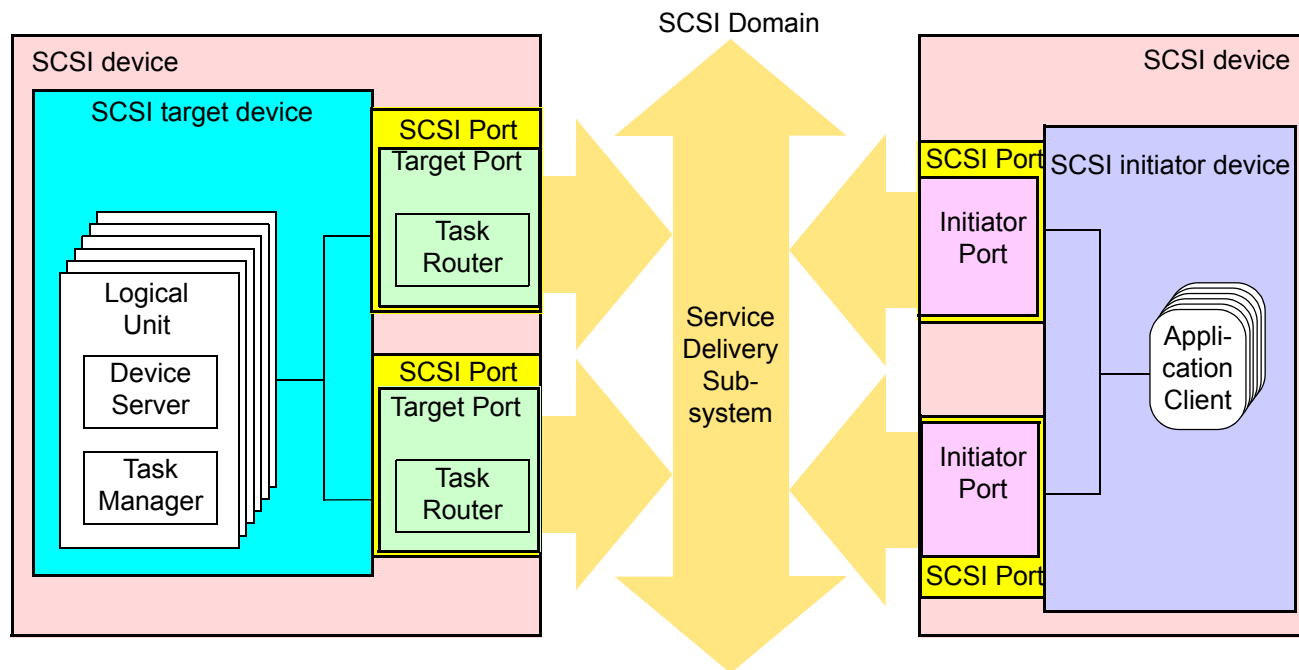 SCSI Domain
SCSI device
SCSI target device
SCSI Port
Target Port
Task
Router
Logical
Unit
Device
Server
Task
Manager
SCSI Port
Target Port
Task
Router
Service
Delivery
Sub-
system
SCSI device
SCSI Port
SCSI initiator device
Initiator
Port
Appli-
cation
Client
Initiator
Port
SCSI Port